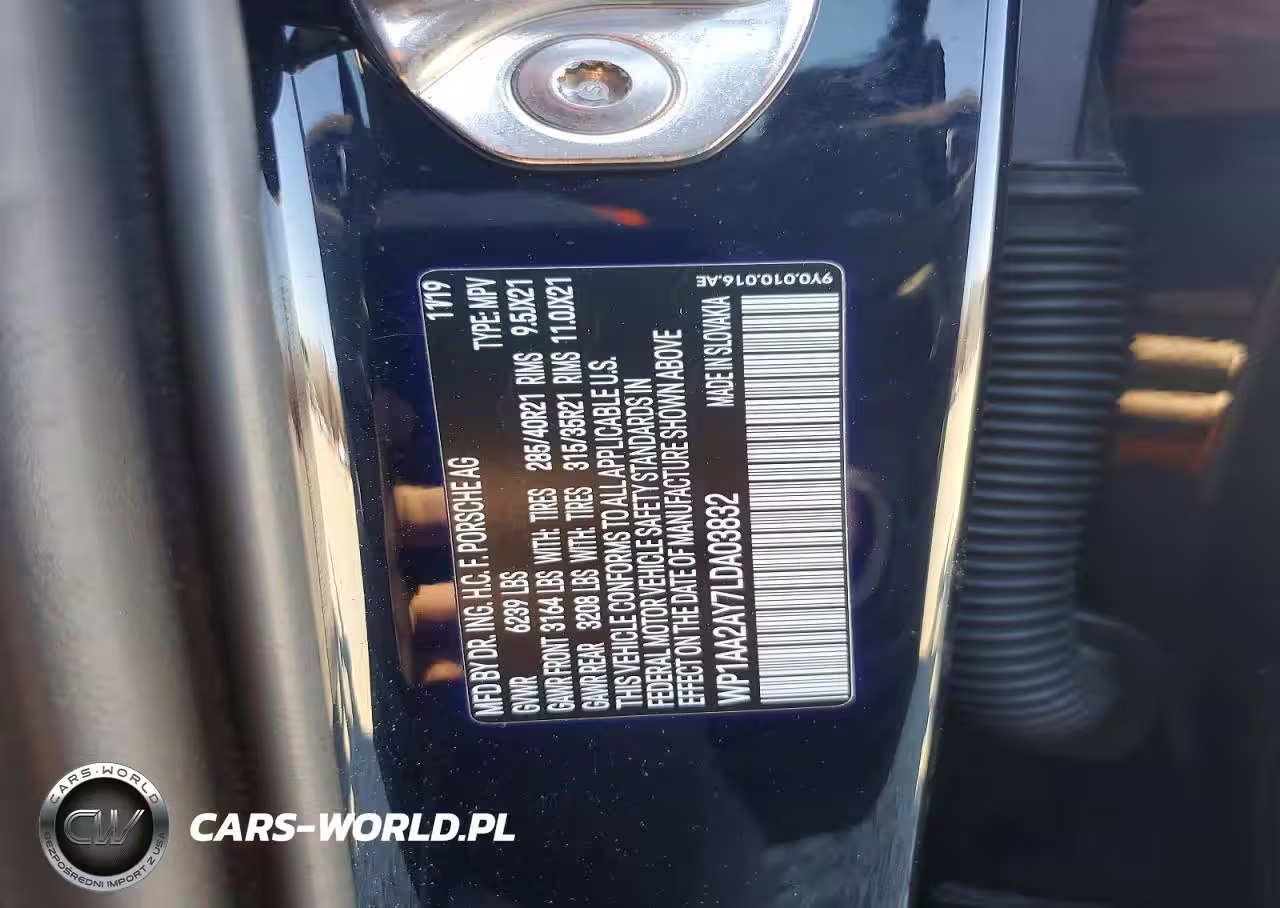 MFD BY DR. ING. H.C. F. PORSCHE AG 11/19
GVWR 6239 LBS TYPE: MPV
GAWR FRONT 3164 LBS WITH: TIRES 285/40R21 RIMS 9.5JX21
GAWR REAR 3208 LBS WITH: TIRES 315/35R21 RIMS 11.0JX21
THIS VEHICLE CONFORMS TO ALL APPLICABLE U.S.
FEDERAL MOTOR VEHICLE SAFETY STANDARDS IN
EFFECT ON THE DATE OF MANUFACTURE SHOWN ABOVE
WP1AA2AY7LDA03832 MADE IN SLOVAKIA
9Y0.010.016.AE
CARS-WORLD
CW
BEZPOŚREDNI IMPORT Z USA
CARS-WORLD.PL